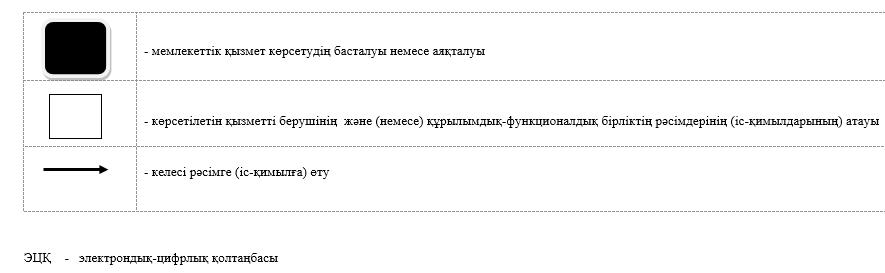 - мемлекеттік қызмет көрсетудің басталуы немесе аяқталуы
- көрсетілетін қызметті берушінің және (немесе) құрылымдық-функционалдық бірліктің рәсімдерінің (іс-қимылдарының) атауы
- келесі рәсімге (іс-қимылға) өту
ЭЦҚ - электрондық-цифрлық қолтаңбасы